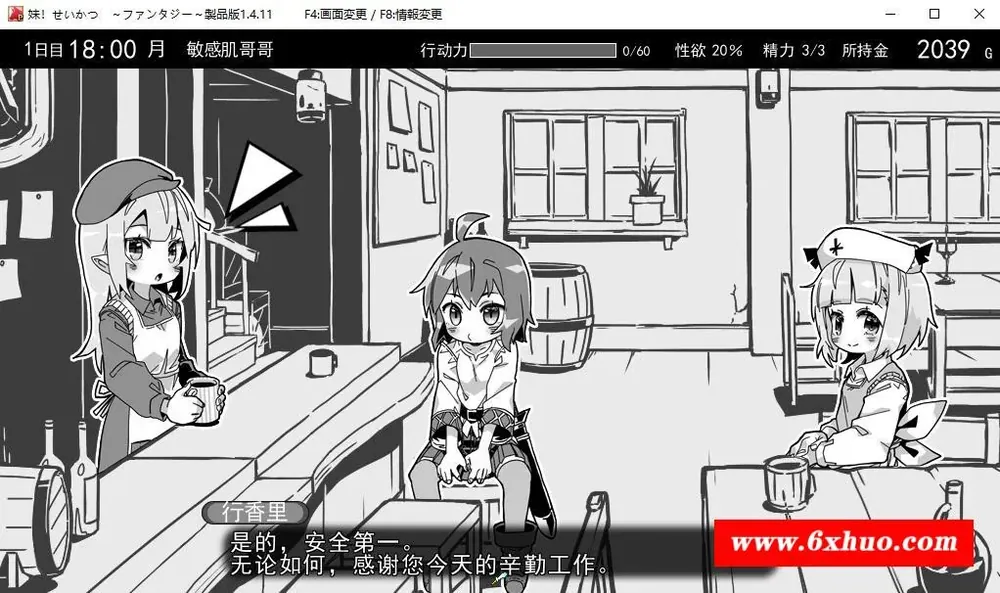 妹! せいかつ ~ファンタジー~製品版1.4.11 F4:画面変更 / F8:情報変更
1日目 18:00 月 敏感肌哥哥 行动力 0/60 性欲 20% 精力 3/3 所持金 2039 G
行香里
是的，安全第一。
无论如何，感谢您今天的辛勤工作。
www.6xhuo.com